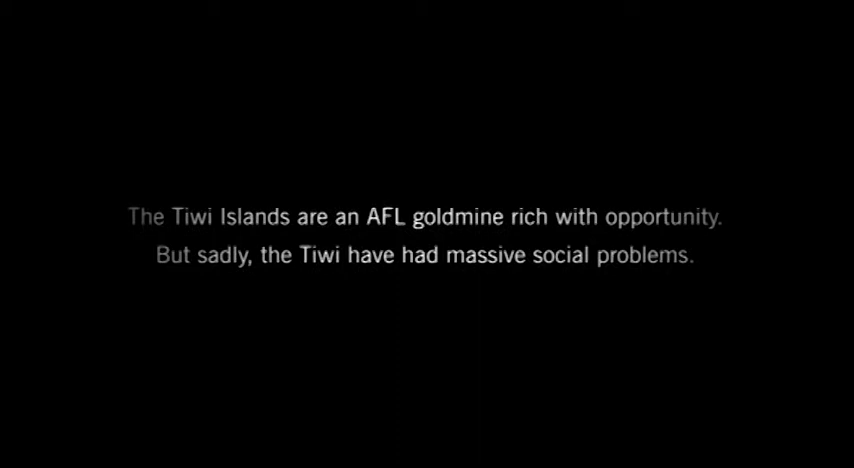 The Tiwi Islands are an AFL goldmine rich with opportunity.
But sadly, the Tiwi have had massive social problems.